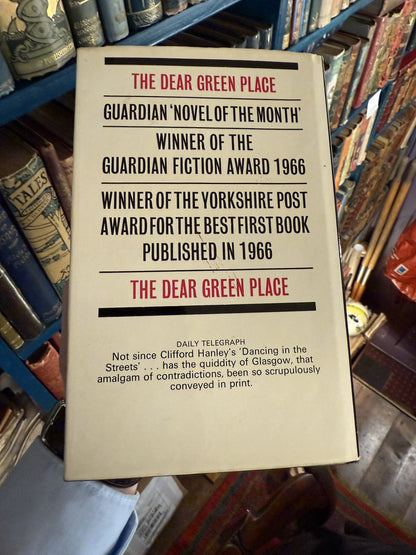 THE DEAR GREEN PLACE
GUARDIAN 'NOVEL OF THE MONTH'
WINNER OF THE
GUARDIAN FICTION AWARD 1966
WINNER OF THE YORKSHIRE POST
AWARD FOR THE BEST FIRST BOOK
PUBLISHED IN 1966
THE DEAR GREEN PLACE
DAILY TELEGRAPH
Not since Clifford Hanley's 'Dancing in the
Streets' . . . has the quiddity of Glasgow, that
amalgam of contradictions, been so scrupulously
conveyed in print.
TALES